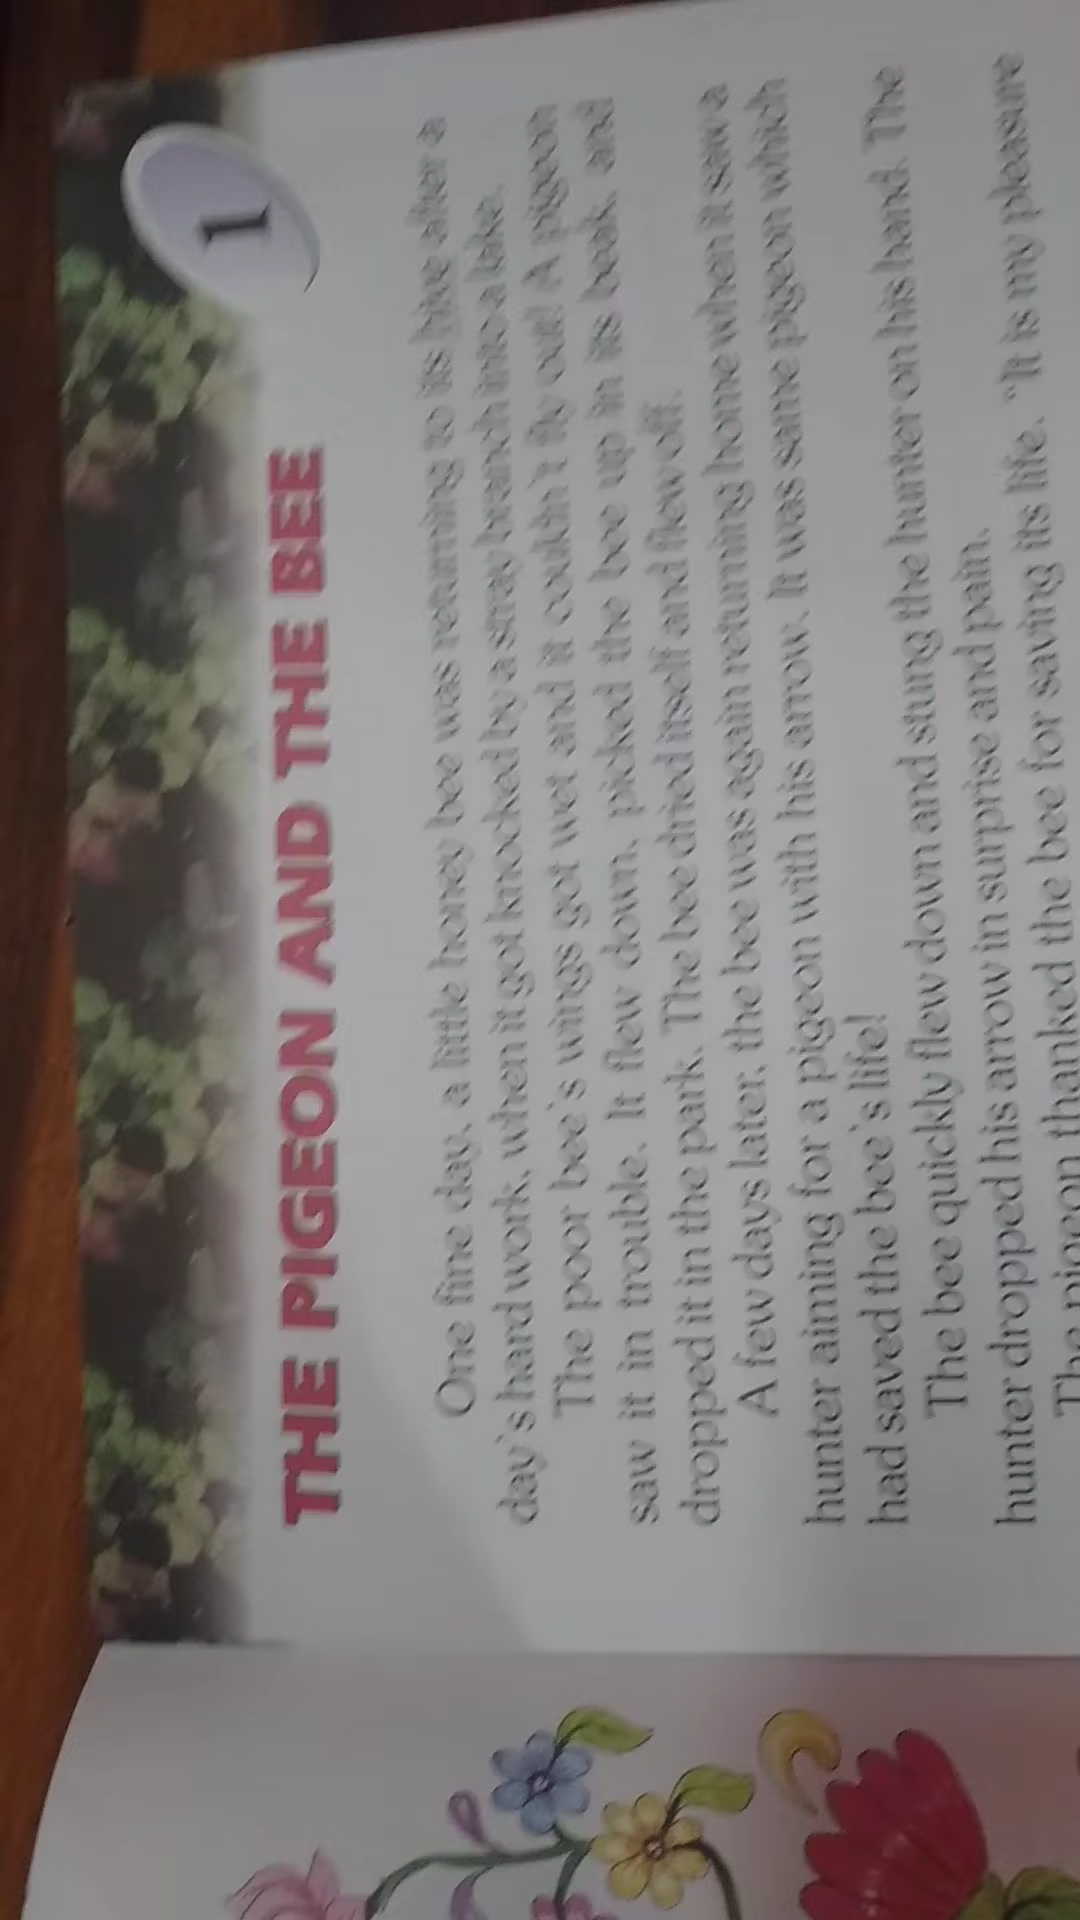 1
THE PIGEON AND THE BEE
One fine day, a little honey bee was returning to its hive after a
day's hard work, when it got knocked by a stray branch into a lake.
The poor bee's wings got wet and it couldn't fly out! A pigeon
saw it in trouble. It flew down, picked the bee up in its beak, and
dropped it in the park. The bee dried itself and flew off.
A few days later, the bee was again returning home when it saw a
hunter aiming for a pigeon with his arrow. It was same pigeon which
had saved the bee's life!
The bee quickly flew down and stung the hunter on his hand. The
hunter dropped his arrow in surprise and pain.
The pigeon thanked the bee for saving its life. "It is my pleasure